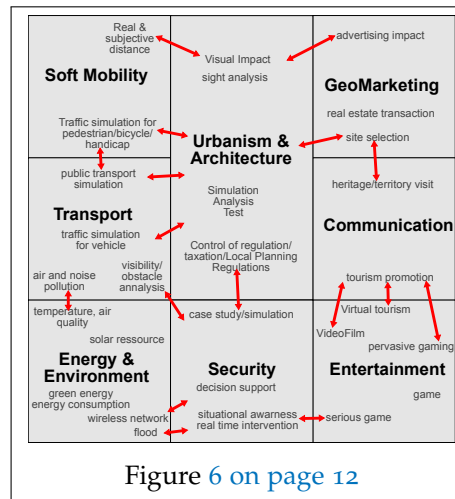 Real &
subjective
distance
Soft Mobility
Traffic simulation for
pedestrian/bicycle/
handicap
Visual Impact
sight analysis
Urbanism &
Architecture
Simulation
Analysis
Test
Control of regulation/
taxation/Local Planning
Regulations
advertising impact
GeoMarketing
real estate transaction
site selection
public transport
simulation
Transport
traffic simulation
for vehicle
visibility/
obstacle
annalysis
air and noise
pollution
heritage/territory visit
Communication
tourism promotion
temperature, air
quality
solar ressource
Energy &
Environment
green energy
energy consumption
wireless network
flood
case study/simulation
Security
decision support
situational awarness
real time intervention
Virtual tourism
VideoFilm
pervasive gaming
Entertainment
game
serious game
Figure 6 on page 12